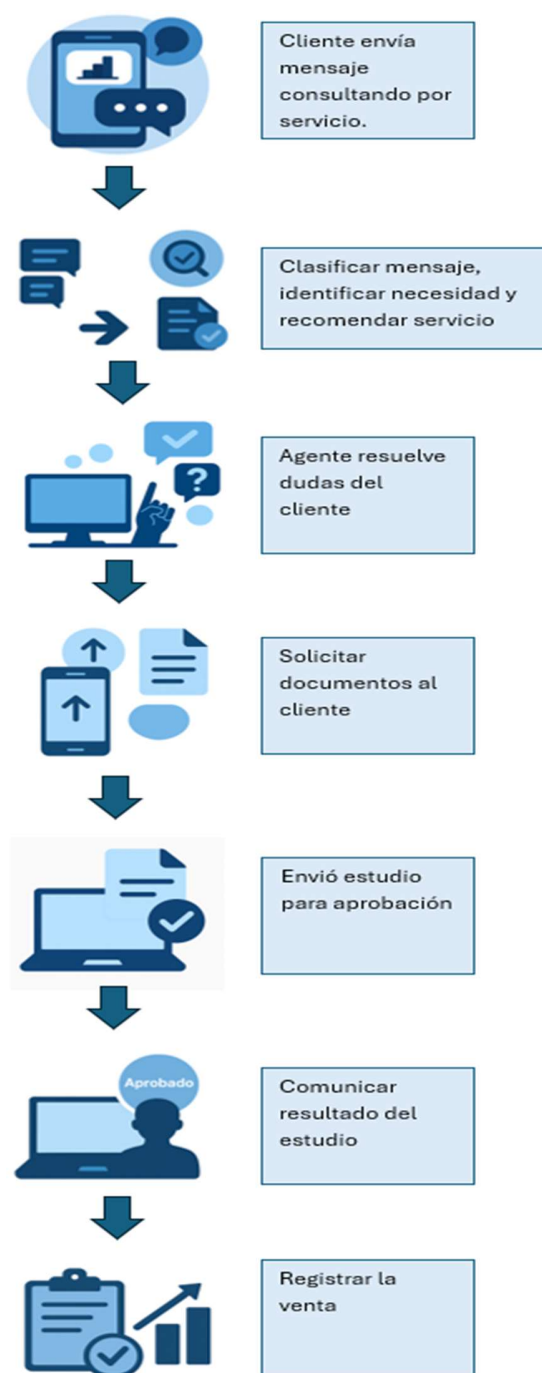 Cliente envía
mensaje
consultando por
servicio.
Clasificar mensaje,
identificar necesidad y
recomendar servicio
?
Agente resuelve
dudas del
cliente
Solicitar
documentos al
cliente
Envió estudio
para aprobación
Aprobado
Comunicar
resultado del
estudio
Registrar la
venta